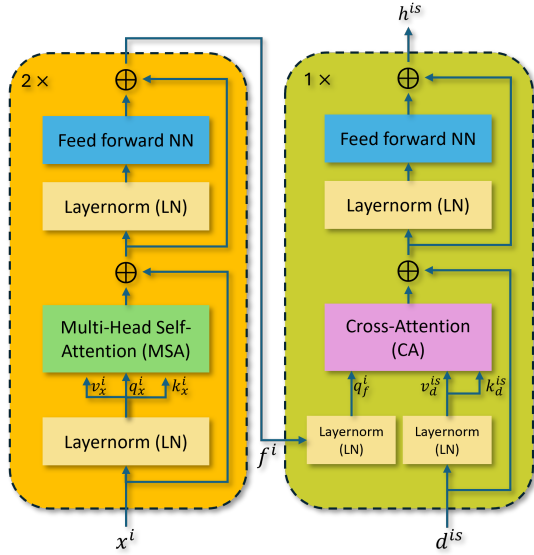 h^{is}
2 ×
Feed forward NN
Layernorm (LN)
Multi-Head Self-
Attention (MSA)
v_x^i q_x^i k_x^i
Layernorm (LN)
x^i
f^i
1 ×
Feed forward NN
Layernorm (LN)
Cross-Attention
(CA)
q_f^i v_d^{is} k_d^{is}
Layernorm
(LN)
Layernorm
(LN)
d^{is}